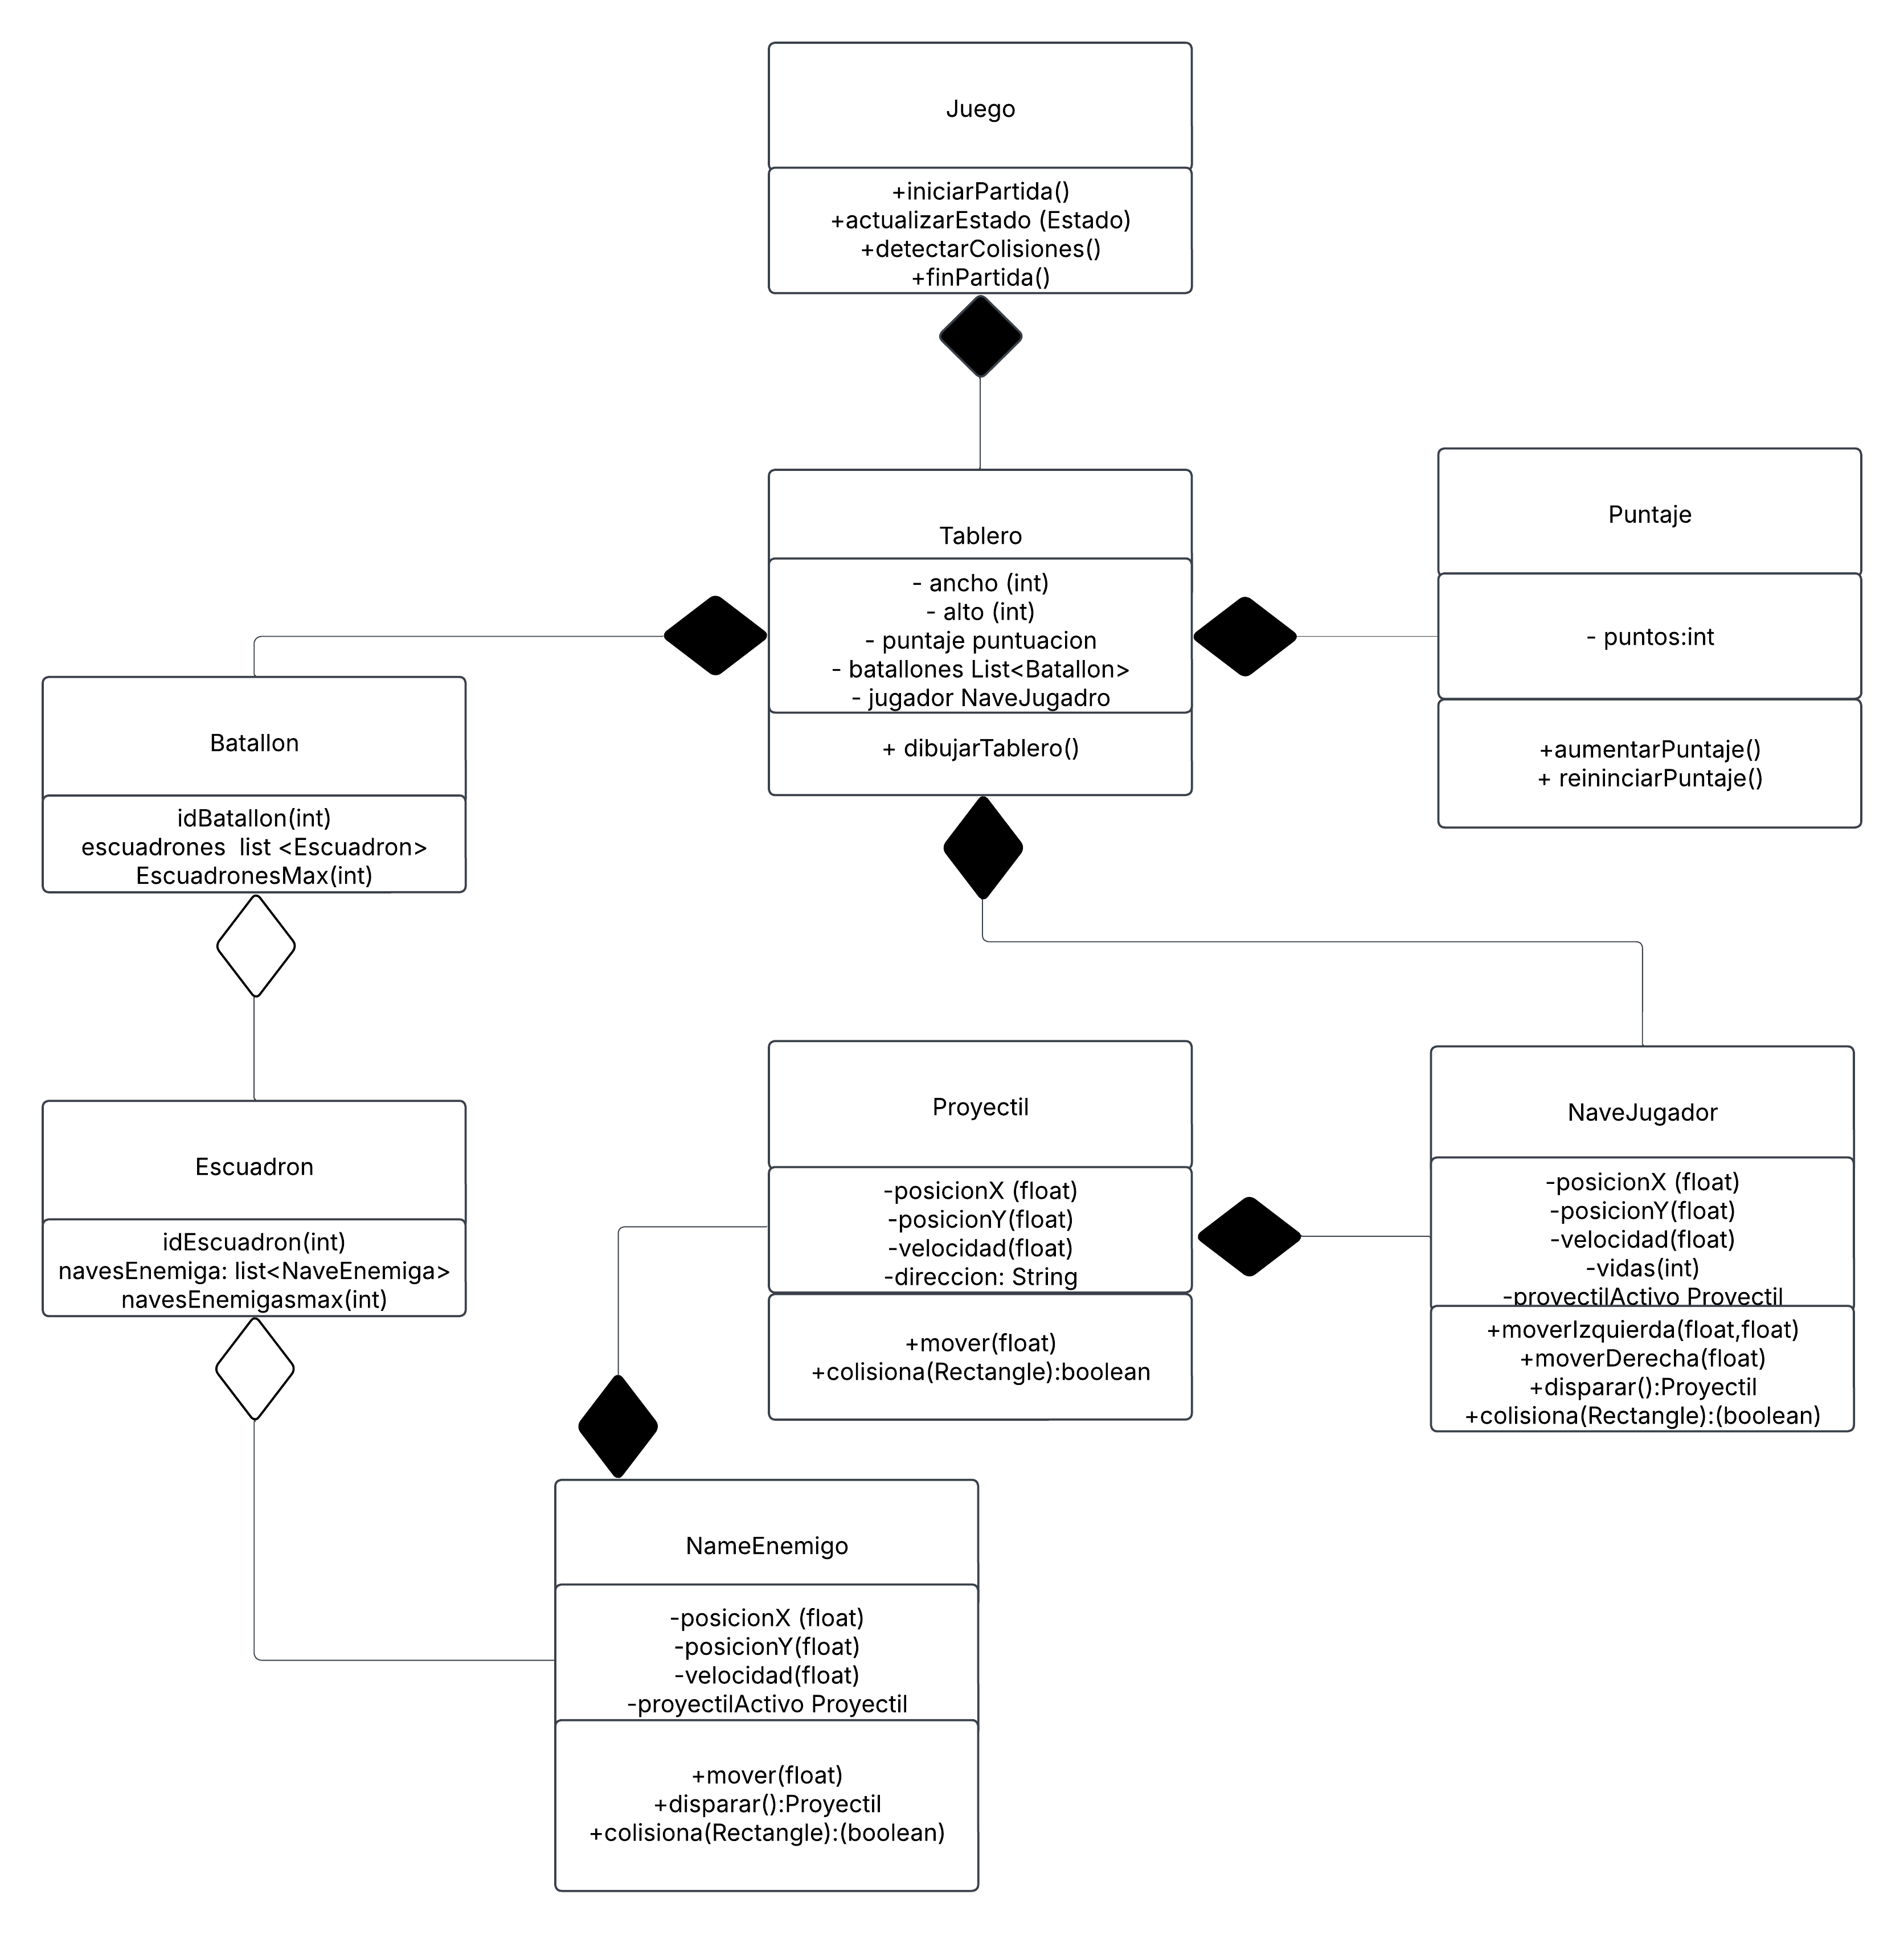 Juego
+iniciarPartida()
+actualizarEstado (Estado)
+detectarColisiones()
+finPartida()
Tablero
- ancho (int)
- alto (int)
- puntaje puntuacion
- batallones List<Batallon>
- jugador NaveJugadro
+ dibujarTablero()
Puntaje
- puntos:int
+aumentarPuntaje()
+ reininciarPuntaje()
Batallon
idBatallon(int)
escuadrones  list <Escuadron>
EscuadronesMax(int)
Escuadron
idEscuadron(int)
navesEnemiga: list<NaveEnemiga>
navesEnemigasmax(int)
Proyectil
-posicionX (float)
-posicionY(float)
-velocidad(float)
-direccion: String
+mover(float)
+colisiona(Rectangle):boolean
NaveJugador
-posicionX (float)
-posicionY(float)
-velocidad(float)
-vidas(int)
-proyectilActivo Proyectil
+moverIzquierda(float,float)
+moverDerecha(float)
+disparar():Proyectil
+colisiona(Rectangle):(boolean)
NameEnemigo
-posicionX (float)
-posicionY(float)
-velocidad(float)
-proyectilActivo Proyectil
+mover(float)
+disparar():Proyectil
+colisiona(Rectangle):(boolean)